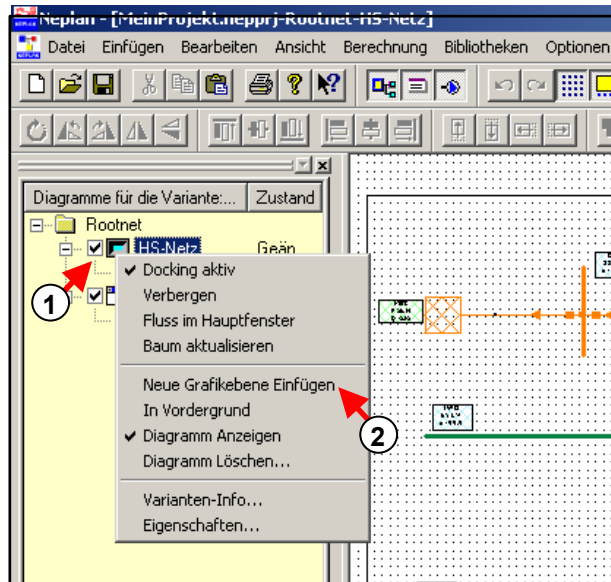 Neplan - [MeinProjekt.nepprj-Rootnet-HS-Netz]
Datei Einfügen Bearbeiten Ansicht Berechnung Bibliotheken Optionen
Diagramme für die Variante:... Zustand
Rootnet
HS-Netz Geän
1
Docking aktiv
Verbergen
Fluss im Hauptfenster
Baum aktualisieren
Neue Grafikebene Einfügen
In Vordergrund
2
Diagramm Anzeigen
Diagramm Löschen...
Varianten-Info...
Eigenschaften...